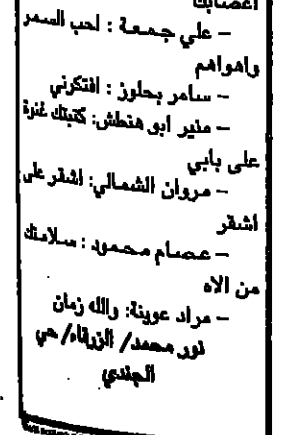 اعصابك
– علي جمعة : احب السمر
واهواهم
– سامر بحلوز : افتكرني
– منير ابو هنطش: كتبتك غنوة
على بابي
– مروان الشمالي: اشقر على
اشقر
– عصام محمود : سلامتك
من الاه
– مراد عوينة: والله زمان
نور محمد/ الزرقاء/ حي
الجندي